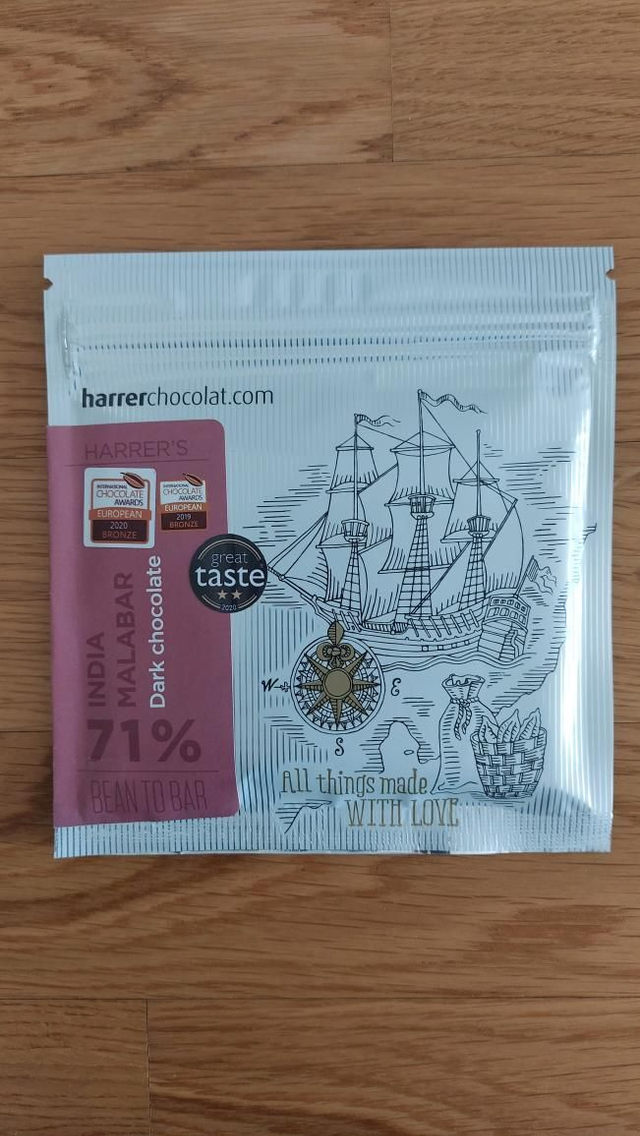 harrerchocolat.com
HARRER'S
INTERNATIONAL
CHOCOLATE
AWARDS
EUROPEAN
2020
BRONZE
INTERNATIONAL
CHOCOLATE
AWARDS
EUROPEAN
2019
BRONZE
great
taste
2020
INDIA
MALABAR
Dark chocolate
71%
BEAN TO BAR
W
E
S
All things made
WITH LOVE